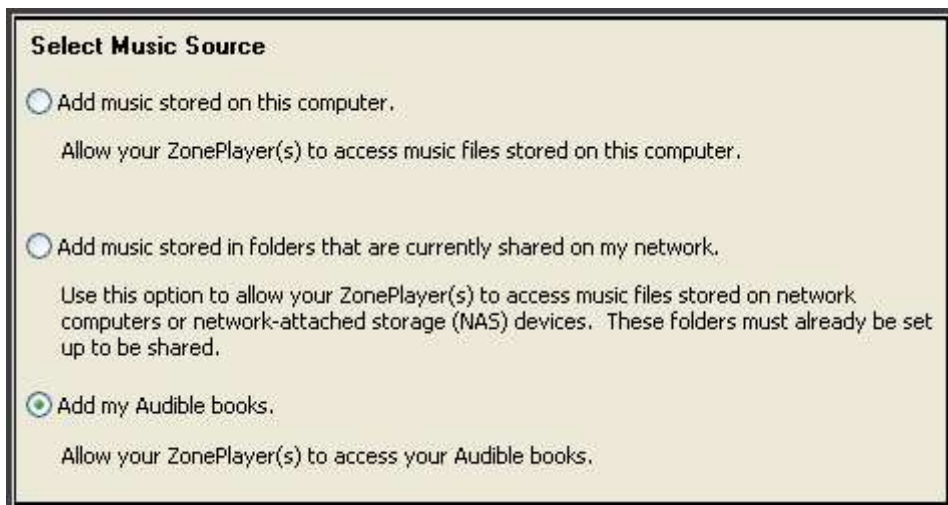 Select Music Source
Add music stored on this computer.
Allow your ZonePlayer(s) to access music files stored on this computer.
Add music stored in folders that are currently shared on my network.
Use this option to allow your ZonePlayer(s) to access music files stored on network
computers or network-attached storage (NAS) devices.  These folders must already be set
up to be shared.
Add my Audible books.
Allow your ZonePlayer(s) to access your Audible books.